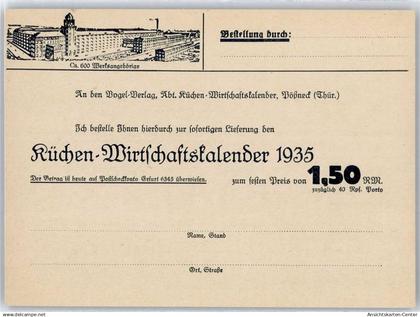 Bestellung durch:
Ca. 600 Werksangehörige
An den Vogel-Verlag, Abt. Küchen-Wirtschaftskalender, Pößneck (Thür.)
Ich bestelle Ihnen hierdurch zur sofortigen Lieferung den
Küchen-Wirtschaftskalender 1935
Der Betrag ist heute auf Postscheckkonto Erfurt 6345 überwiesen.
zum festen Preis von 1,50 RM.
zuzüglich 40 Rpf. Porto
Name, Stand
Ort, Straße
Ansichtskarten-Center